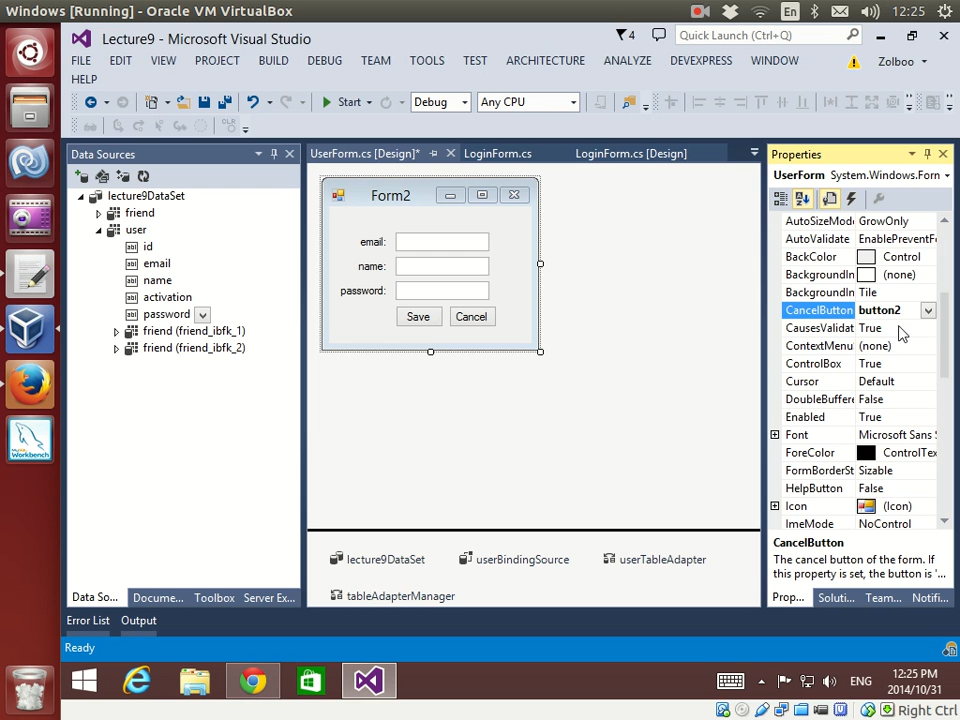 Windows [Running] - Oracle VM VirtualBox
En
12:25
Lecture9 - Microsoft Visual Studio
4
Quick Launch (Ctrl+Q)
FILE EDIT VIEW PROJECT BUILD DEBUG TEAM TOOLS TEST ARCHITECTURE ANALYZE DEVEXPRESS WINDOW
Zolboo
HELP
Start
Debug
Any CPU
Data Sources
lecture9DataSet
friend
user
id
email
name
activation
password
friend (friend_ibfk_1)
friend (friend_ibfk_2)
Data So...
Docume...
Toolbox
Server Ex...
UserForm.cs [Design]*
LoginForm.cs
LoginForm.cs [Design]
Form2
email:
name:
password:
Save
Cancel
lecture9DataSet
userBindingSource
userTableAdapter
tableAdapterManager
Properties
UserForm System.Windows.Forn
AutoSizeMode GrowOnly
AutoValidate EnablePreventFo
BackColor Control
BackgroundIn (none)
BackgroundIn Tile
CancelButton button2
CausesValidat True
ContextMenu (none)
ControlBox True
Cursor Default
DoubleBuffere False
Enabled True
Font Microsoft Sans S
ForeColor ControlTex
FormBorderSt Sizable
HelpButton False
Icon (Icon)
ImeMode NoControl
CancelButton
The cancel button of the form. If
this property is set, the button is '...
Prop...
Soluti...
Team...
Notifi...
Error List
Output
Ready
ENG
12:25 PM
2014/10/31
MySQL
Workbench
Right Ctrl